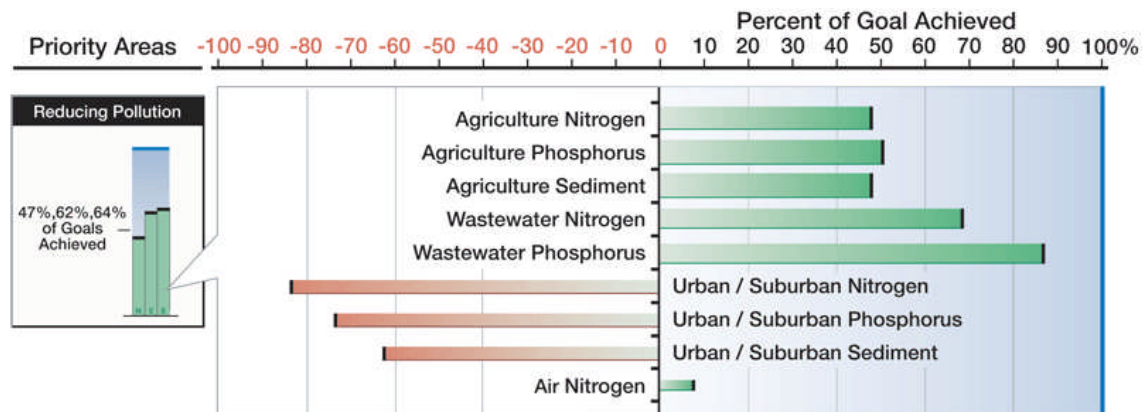 Percent of Goal Achieved
Priority Areas -100 -90 -80 -70 -60 -50 -40 -30 -20 -10 0 10 20 30 40 50 60 70 80 90 100%
Reducing Pollution
47%,62%,64%
of Goals
Achieved
Agriculture Nitrogen
Agriculture Phosphorus
Agriculture Sediment
Wastewater Nitrogen
Wastewater Phosphorus
Urban / Suburban Nitrogen
Urban / Suburban Phosphorus
Urban / Suburban Sediment
Air Nitrogen